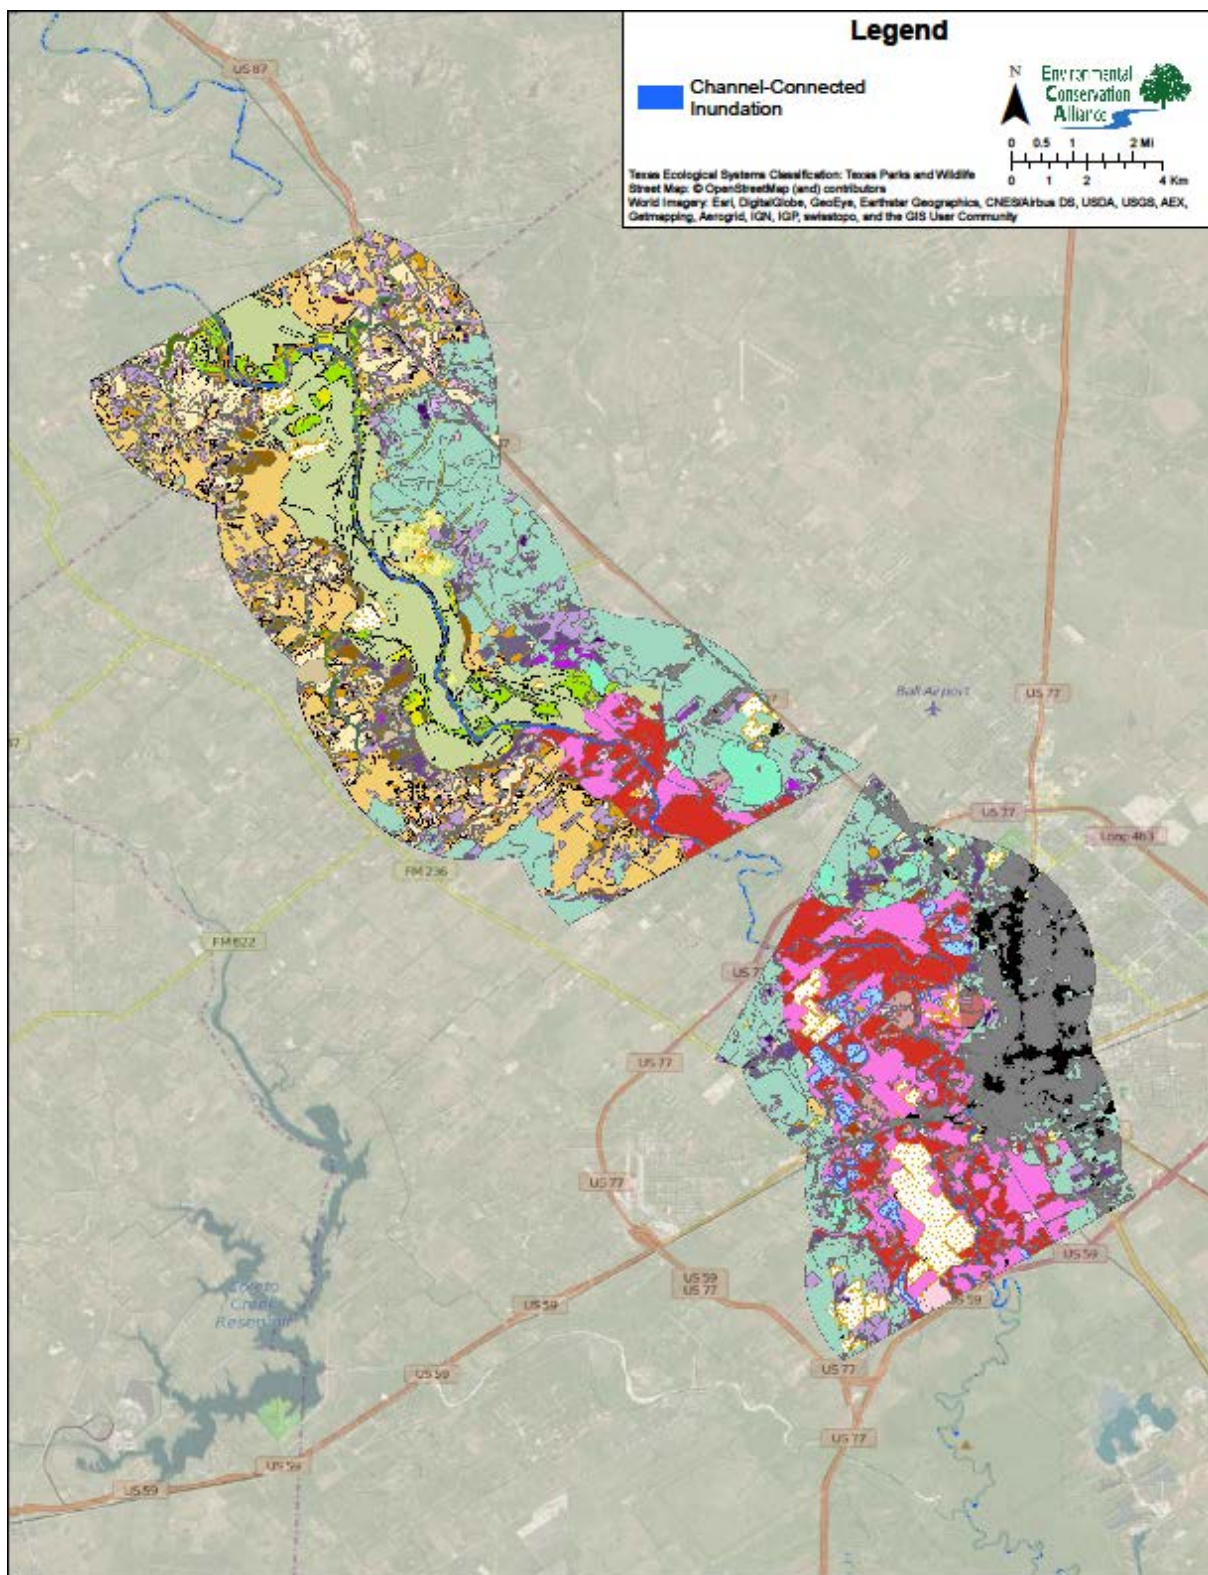 Legend
Channel-Connected
Inundation
N
Environmental
Conservation
Alliance
0 0.5 1 2 Mi
0 1 2 4 Km
Texas Ecological Systems Classification: Texas Parks and Wildlife
Street Map: © OpenStreetMap (and) contributors
World Imagery: Esri, DigitalGlobe, GeoEye, Earthstar Geographics, CNES/Airbus DS, USDA, USGS, AEX,
Getmapping, Aerogrid, IGN, IGP, swisstopo, and the GIS User Community
US 87
Ball Airport
US 77
US 77
Loop 463
FM 236
FM 622
US 77
US 77
US 59
US 59
US 59
US 77
US 59
Coleto
Creek
Reservoir
US 59
US 77
US 77
US 59
US 59